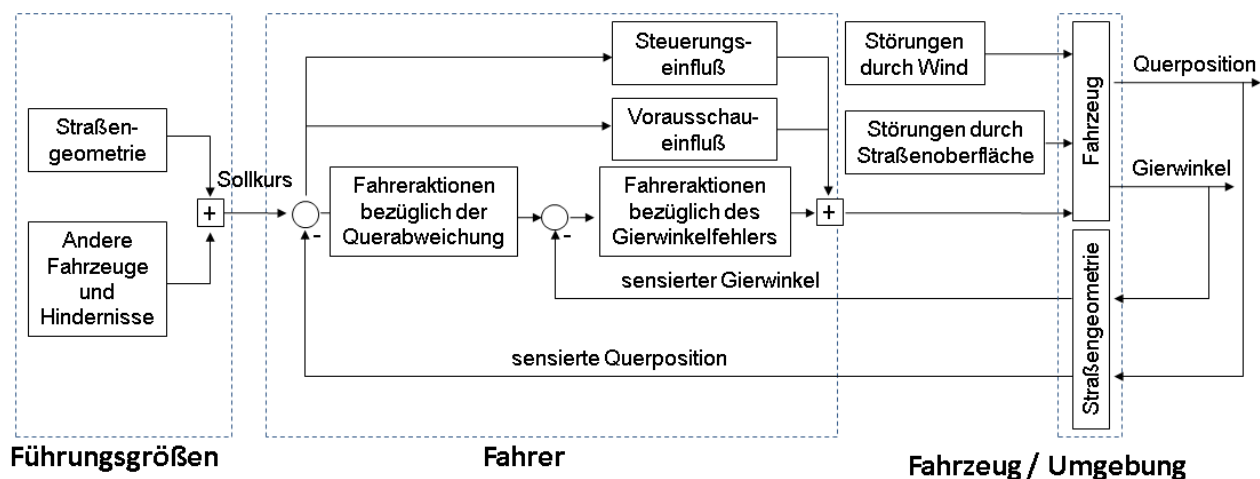 Straßen-
geometrie
Andere
Fahrzeuge
und
Hindernisse
+
Sollkurs
Führungsgrößen
Steuerungs-
einfluß
Vorausschau-
einfluß
-
Fahreraktionen
bezüglich der
Querabweichung
-
Fahreraktionen
bezüglich des
Gierwinkelfehlers
+
sensierter Gierwinkel
sensierte Querposition
Fahrer
Störungen
durch Wind
Störungen durch
Straßenoberfläche
Fahrzeug
Querposition
Gierwinkel
Straßengeometrie
Fahrzeug / Umgebung